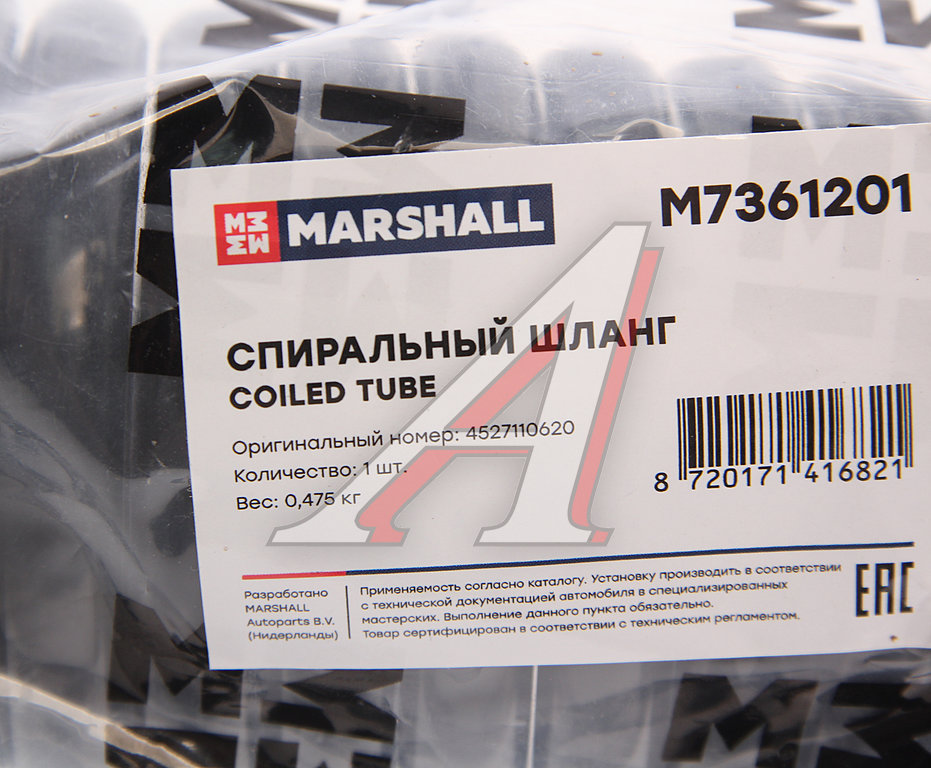 MARSHALL
M7361201
СПИРАЛЬНЫЙ ШЛАНГ
COILED TUBE
Оригинальный номер: 4527110620
Количество: 1 шт.
Вес: 0,475 кг
8 720171 416821
Разработано
MARSHALL
Autoparts B.V.
(Нидерланды)
Применяемость согласно каталогу. Установку производить в соответствии
с технической документацией автомобиля в специализированных
мастерских. Выполнение данного пункта обязательно.
Товар сертифицирован в соответствии с техническим регламентом.
EAC